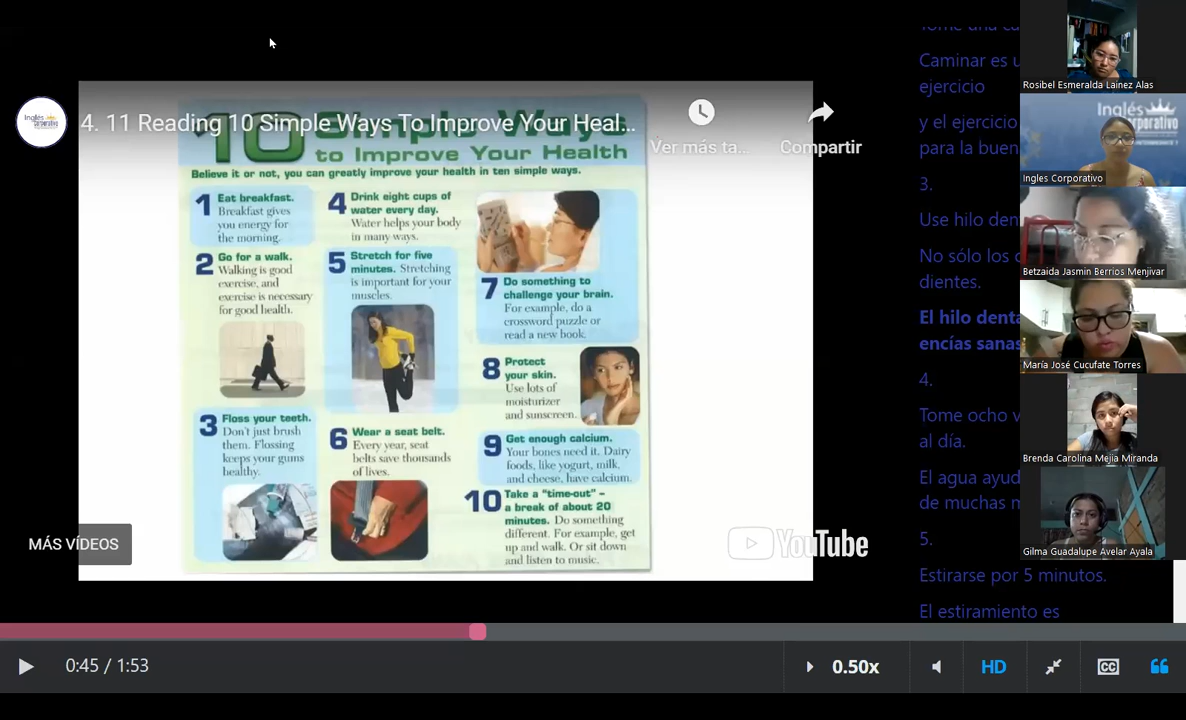 4. 11 Reading 10 Simple Ways To Improve Your Heal...
10 Simple Ways
to Improve Your Health
Believe it or not, you can greatly improve your health in ten simple ways.
1 Eat breakfast.
Breakfast gives
you energy for
the morning.
2 Go for a walk.
Walking is good
exercise, and
exercise is necessary
for good health.
3 Floss your teeth.
Don't just brush
them. Flossing
keeps your gums
healthy.
4 Drink eight cups of
water every day.
Water helps your body
in many ways.
5 Stretch for five
minutes. Stretching
is important for your
muscles.
6 Wear a seat belt.
Every year, seat
belts save thousands
of lives.
7 Do something to
challenge your brain.
For example, do a
crossword puzzle or
read a new book.
8 Protect
your skin.
Use lots of
moisturizer
and sunscreen.
9 Get enough calcium.
Your bones need it. Dairy
foods, like yogurt, milk,
and cheese, have calcium.
10 Take a "time-out" –
a break of about 20
minutes. Do something
different. For example, get
up and walk. Or sit down
and listen to music.
Ver más ta...
Compartir
MÁS VÍDEOS
YouTube
0:45 / 1:53
0.50x
HD
CC
Caminar es
ejercicio
y el ejercicio
para la buen
3.
Use hilo den
No sólo los
dientes.
El hilo denta
encías sanas
4.
Tome ocho v
al día.
El agua ayud
de muchas m
5.
Estirarse por 5 minutos.
El estiramiento es
Rosibel Esmeralda Lainez Alas
Inglés
Corporativo
Ingles Corporativo
Betzaida Jasmin Berrios Menjivar
María José Cucufate Torres
Brenda Carolina Mejia Miranda
Gilma Guadalupe Avelar Ayala